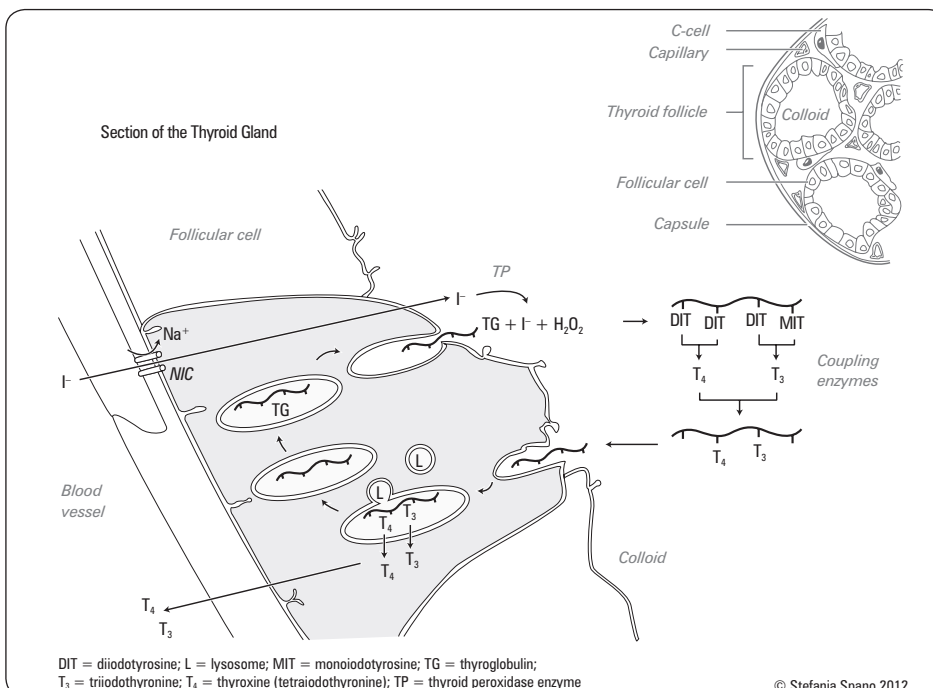 C-cell
Capillary
Thyroid follicle
Colloid
Follicular cell
Capsule
Section of the Thyroid Gland
Follicular cell
TP
I⁻
TG + I⁻ + H₂O₂
DIT DIT DIT MIT
Coupling
enzymes
T₄ T₃
T₄ T₃
Na⁺
I⁻
NIC
TG
L
L
T₄ T₃
T₄ T₃
Blood
vessel
Colloid
T₄
T₃
DIT = diiodotyrosine; L = lysosome; MIT = monoiodotyrosine; TG = thyroglobulin;
T₃ = triiodothyronine; T₄ = thyroxine (tetraiodothyronine); TP = thyroid peroxidase enzyme
© Stefania Spano 2012